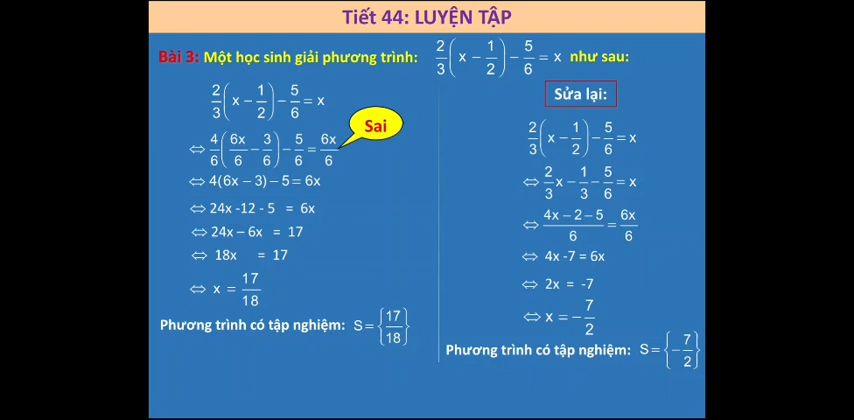 Tiết 44: LUYỆN TẬP
Bài 3: Một học sinh giải phương trình: 2/3(x − 1/2) − 5/6 = x như sau:
2/3(x − 1/2) − 5/6 = x
Sai
⇔ 4/6(6x/6 − 3/6) − 5/6 = 6x/6
⇔ 4(6x − 3) − 5 = 6x
⇔ 24x -12 - 5 = 6x
⇔ 24x – 6x = 17
⇔ 18x = 17
⇔ x = 17/18
Phương trình có tập nghiệm: S = {17/18}
Sửa lại:
2/3(x − 1/2) − 5/6 = x
⇔ 2/3x − 1/3 − 5/6 = x
⇔ (4x − 2 − 5)/6 = 6x/6
⇔ 4x -7 = 6x
⇔ 2x = -7
⇔ x = −7/2
Phương trình có tập nghiệm: S = {−7/2}